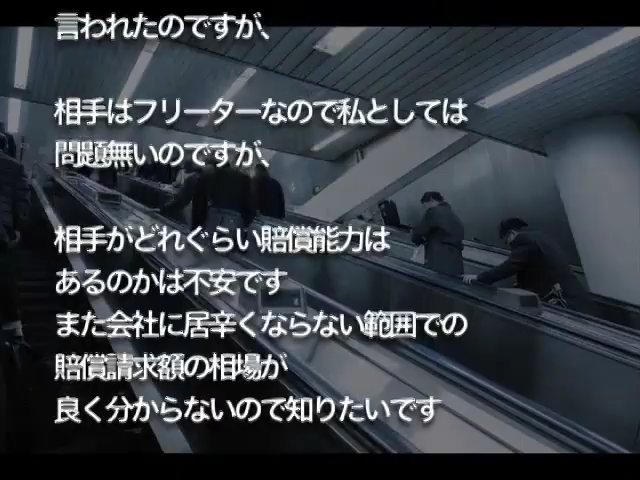 言われたのですが、
相手はフリーターなので私としては
問題無いのですが、
相手がどれぐらい賠償能力は
あるのかは不安です
また会社に居辛くならない範囲での
賠償請求額の相場が
良く分からないので知りたいです